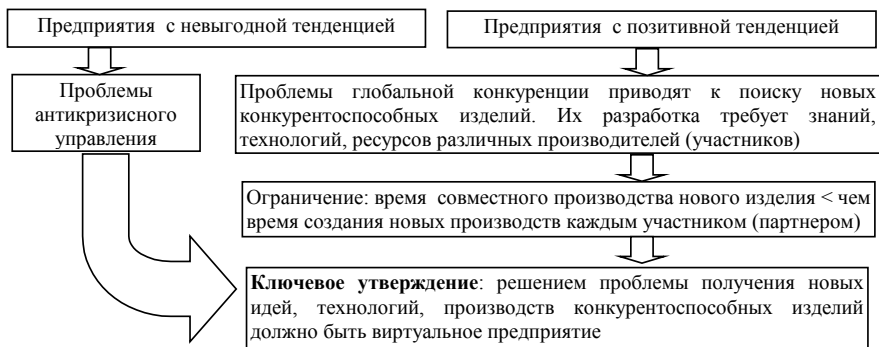 Предприятия с невыгодной тенденцией
Предприятия с позитивной тенденцией
Проблемы
антикризисного
управления
Проблемы глобальной конкуренции приводят к поиску новых
конкурентоспособных изделий. Их разработка требует знаний,
технологий, ресурсов различных производителей (участников)
Ограничение: время совместного производства нового изделия < чем
время создания новых производств каждым участником (партнером)
Ключевое утверждение: решением проблемы получения новых
идей, технологий, производств конкурентоспособных изделий
должно быть виртуальное предприятие